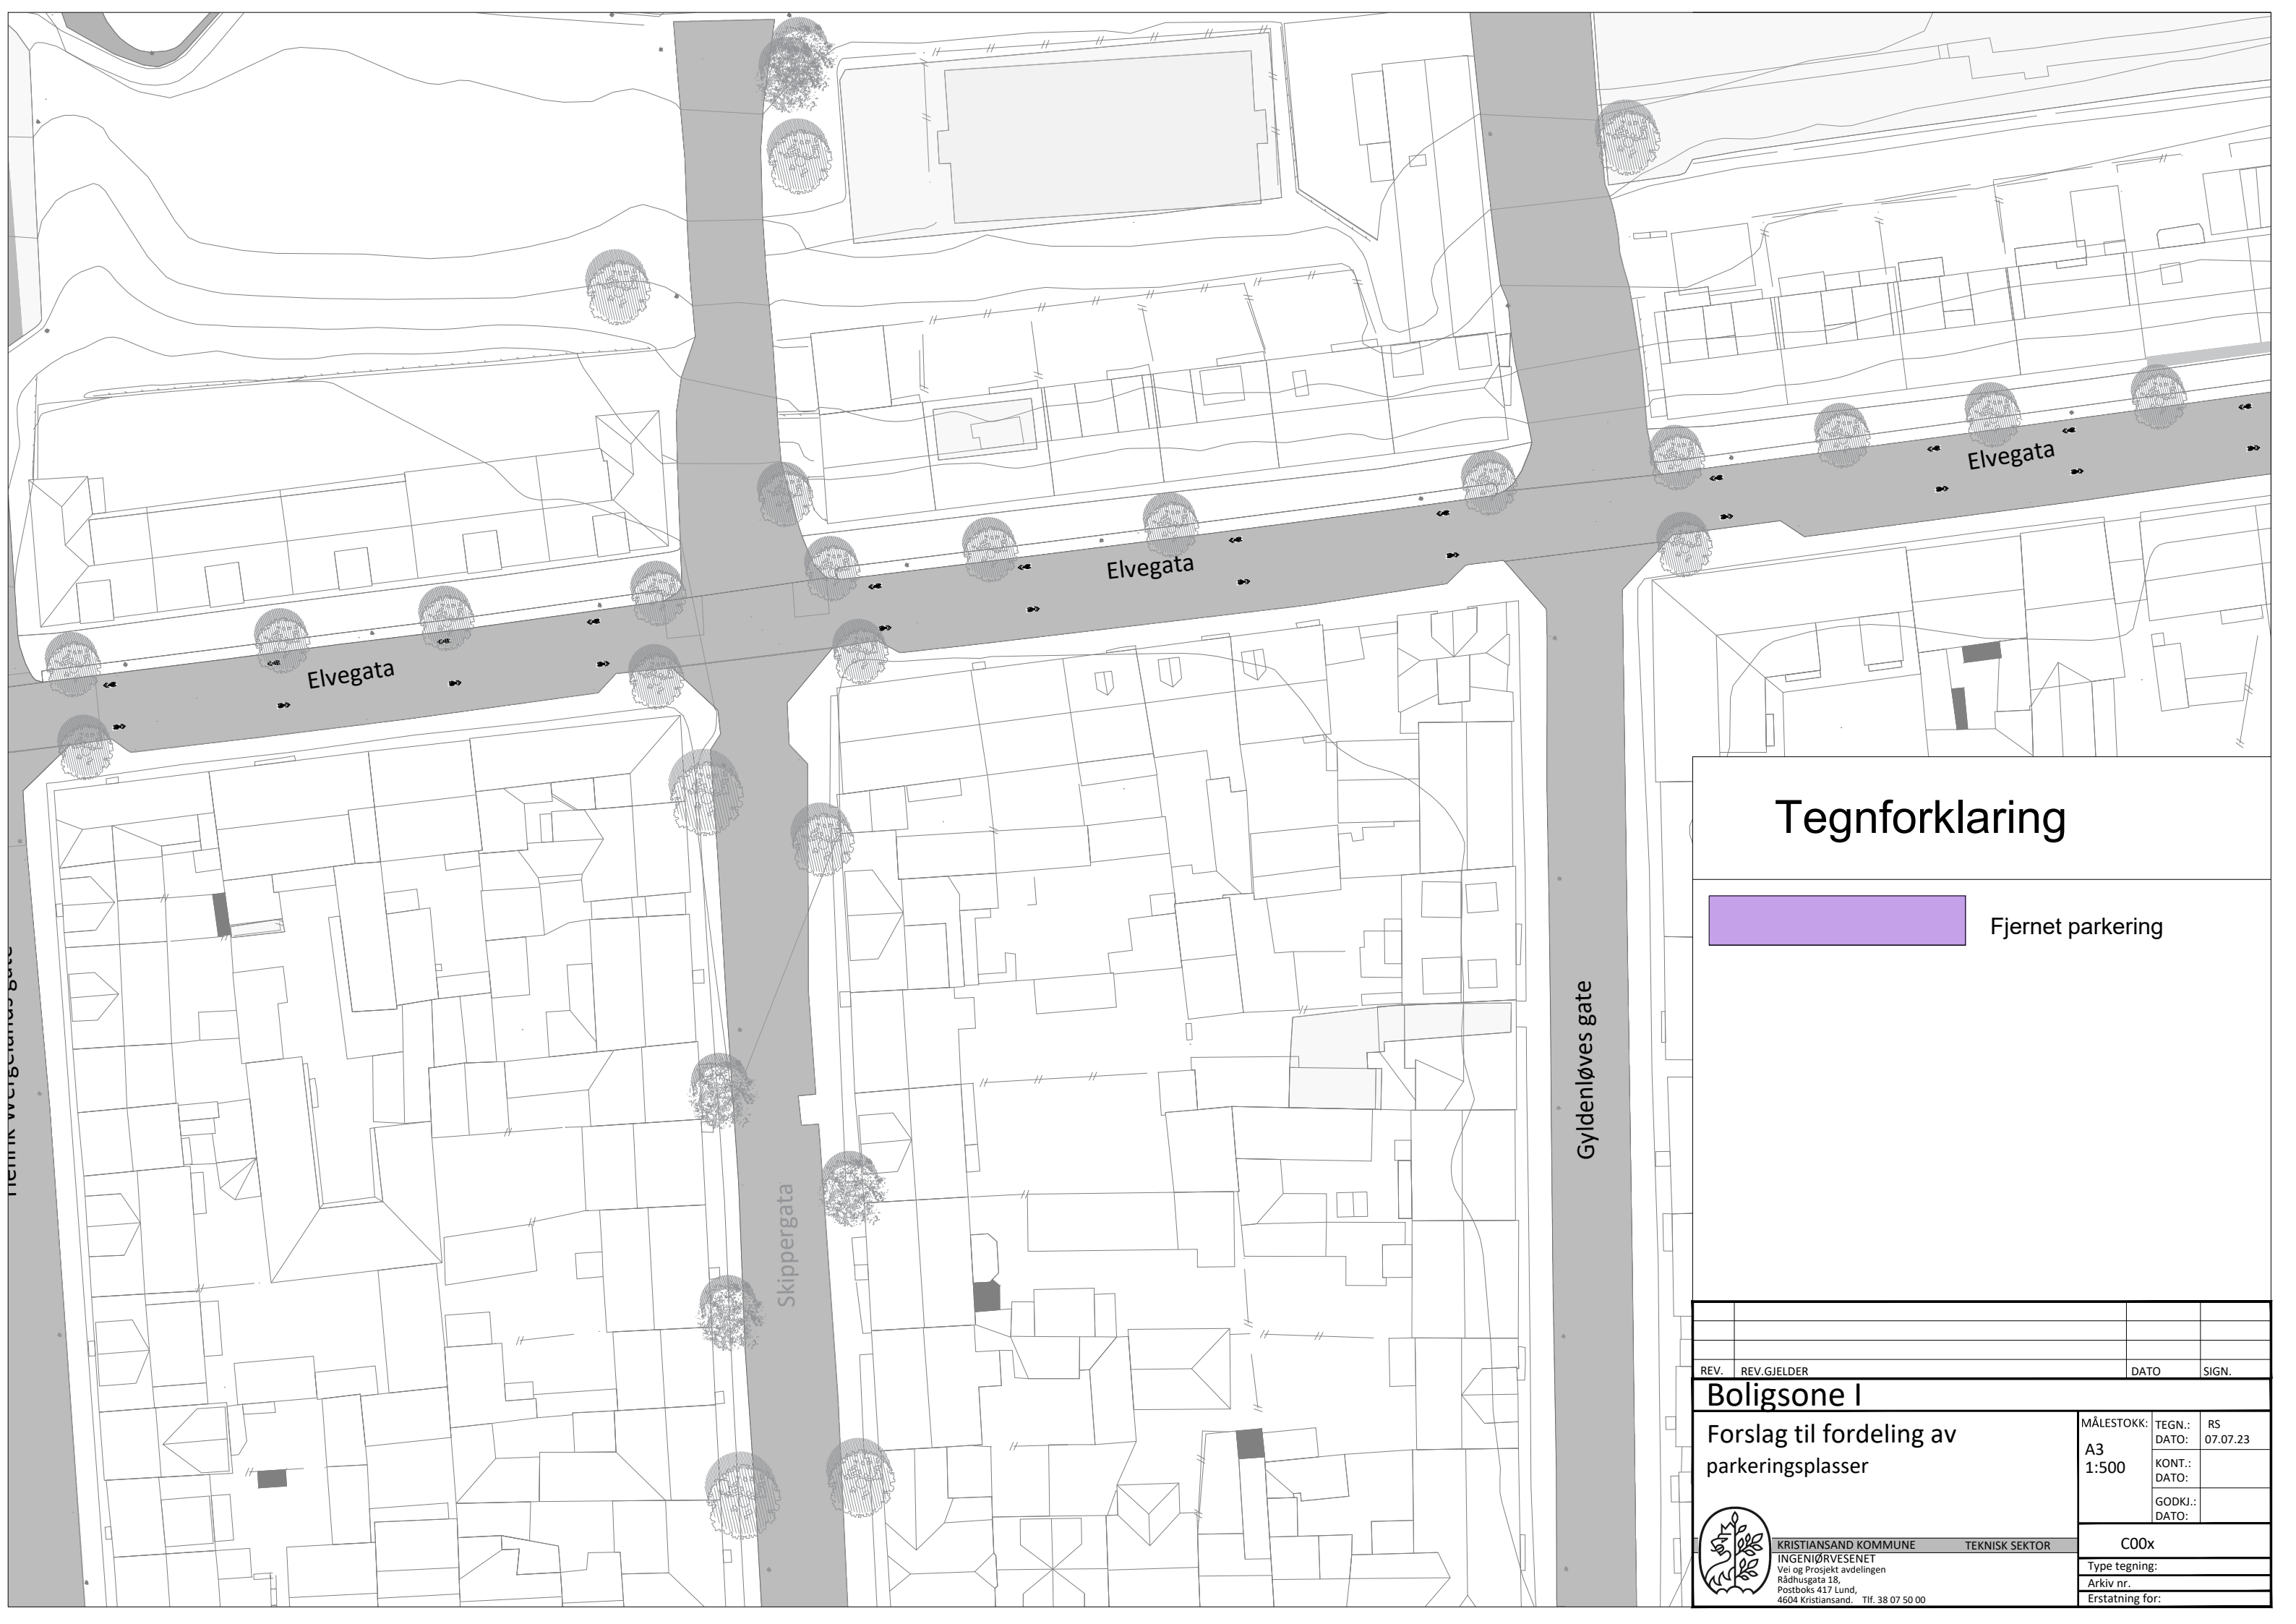 Elvegata
Elvegata
Elvegata
Henrik Wergelands gate
Skippergata
Gyldenløves gate
Tegnforklaring
Fjernet parkering
REV. REV.GJELDER DATO SIGN.
Boligsone I
Forslag til fordeling av
parkeringsplasser
MÅLESTOKK:
A3
1:500
TEGN.: RS
DATO: 07.07.23
KONT.:
DATO:
GODKJ.:
DATO:
KRISTIANSAND KOMMUNE TEKNISK SEKTOR
INGENIØRVESENET
Vei og Prosjekt avdelingen
Rådhusgata 18,
Postboks 417 Lund,
4604 Kristiansand. Tlf. 38 07 50 00
C00x
Type tegning:
Arkiv nr.
Erstatning for: